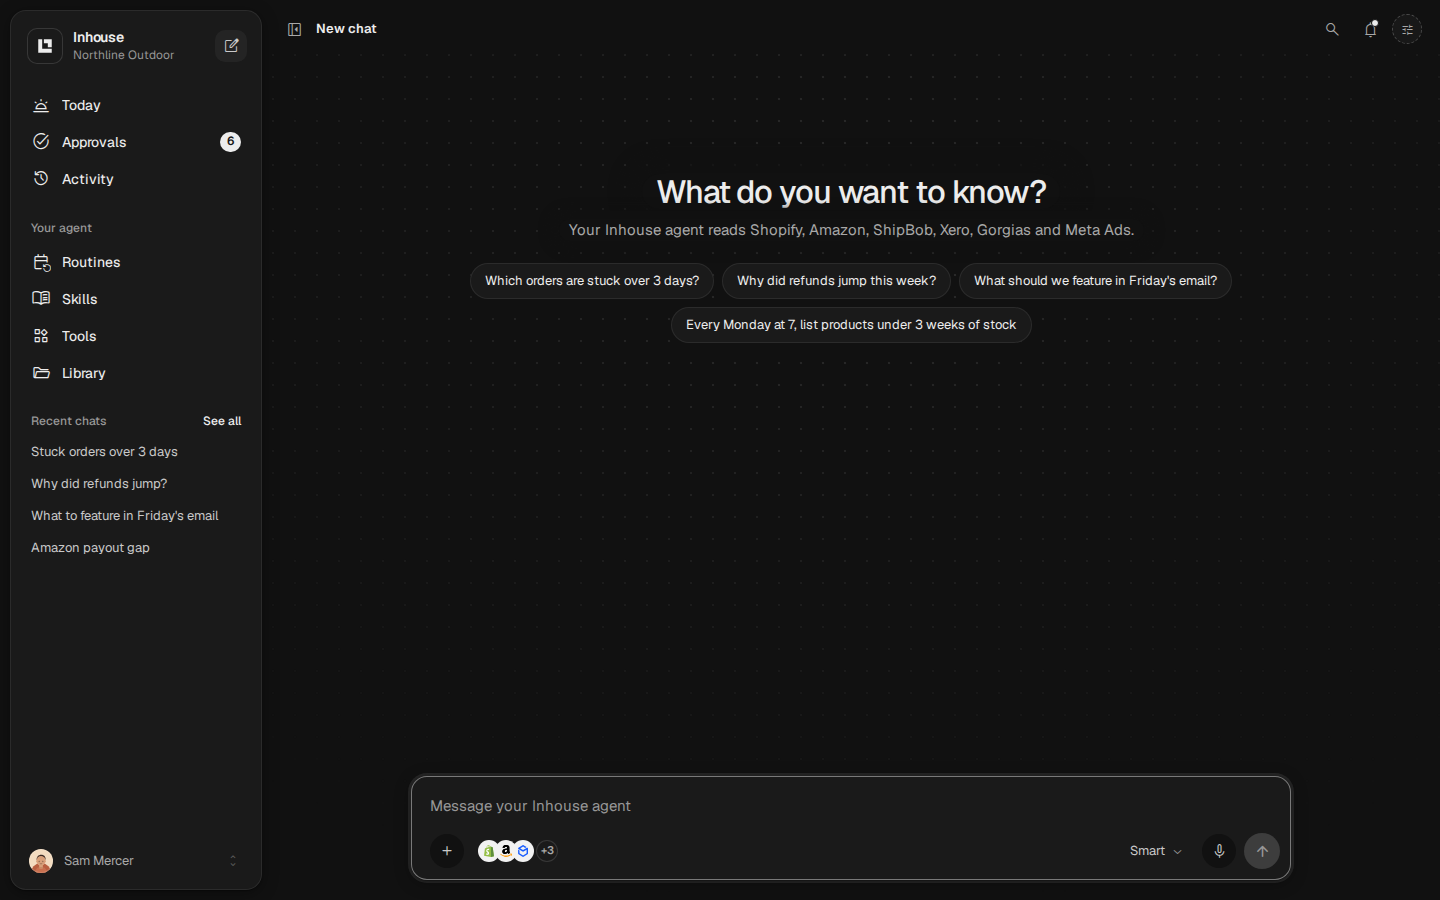 Inhouse
Northline Outdoor
Today
Approvals
6
Activity
Your agent
Routines
Skills
Tools
Library
Recent chats
See all
Stuck orders over 3 days
Why did refunds jump?
What to feature in Friday's email
Amazon payout gap
Sam Mercer
New chat
What do you want to know?
Your Inhouse agent reads Shopify, Amazon, ShipBob, Xero, Gorgias and Meta Ads.
Which orders are stuck over 3 days?
Why did refunds jump this week?
What should we feature in Friday's email?
Every Monday at 7, list products under 3 weeks of stock
Message your Inhouse agent
+3
Smart